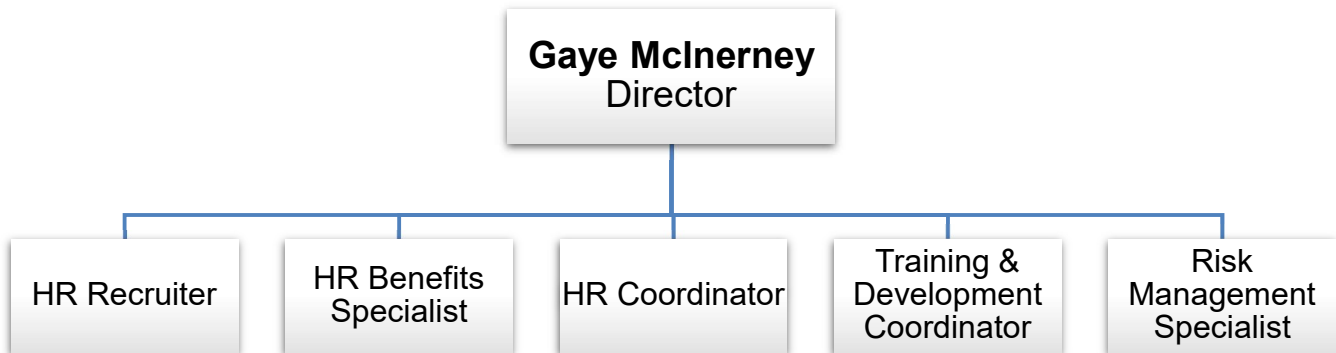 Gaye McInerney
Director
HR Recruiter
HR Benefits
Specialist
HR Coordinator
Training &
Development
Coordinator
Risk
Management
Specialist